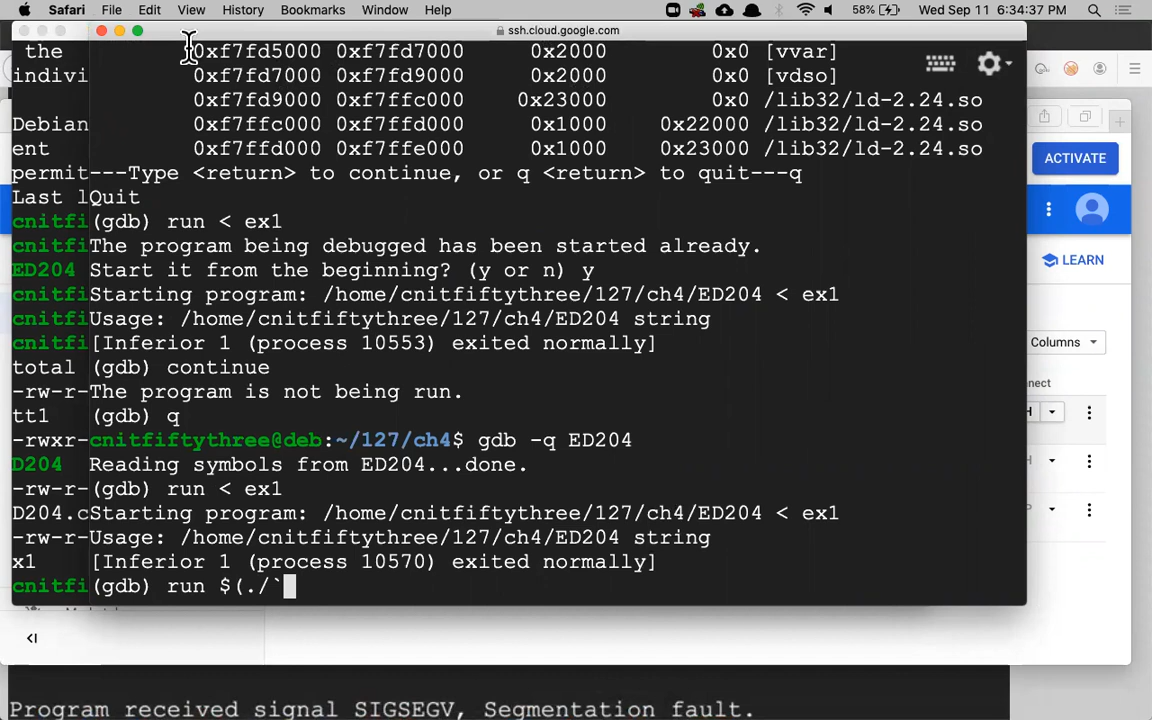 Safari File Edit View History Bookmarks Window Help 58% Wed Sep 11 6:34:37 PM
ssh.cloud.google.com
the 0xf7fd5000 0xf7fd7000 0x2000 0x0 [vvar]
indivi 0xf7fd7000 0xf7fd9000 0x2000 0x0 [vdso]
0xf7fd9000 0xf7ffc000 0x23000 0x0 /lib32/ld-2.24.so
Debian 0xf7ffc000 0xf7ffd000 0x1000 0x22000 /lib32/ld-2.24.so
ent 0xf7ffd000 0xf7ffe000 0x1000 0x23000 /lib32/ld-2.24.so
permit---Type <return> to continue, or q <return> to quit---q
Last lQuit
cnitfi(gdb) run < ex1
cnitfiThe program being debugged has been started already.
ED204 Start it from the beginning? (y or n) y
cnitfiStarting program: /home/cnitfiftythree/127/ch4/ED204 < ex1
cnitfiUsage: /home/cnitfiftythree/127/ch4/ED204 string
cnitfi[Inferior 1 (process 10553) exited normally]
total (gdb) continue
-rw-r-The program is not being run.
tt1 (gdb) q
-rwxr-cnitfiftythree@deb:~/127/ch4$ gdb -q ED204
D204 Reading symbols from ED204...done.
-rw-r-(gdb) run < ex1
D204.cStarting program: /home/cnitfiftythree/127/ch4/ED204 < ex1
-rw-r-Usage: /home/cnitfiftythree/127/ch4/ED204 string
x1 [Inferior 1 (process 10570) exited normally]
cnitfi(gdb) run $(./`
ACTIVATE
LEARN
Columns
nnect
H
Program received signal SIGSEGV, Segmentation fault.